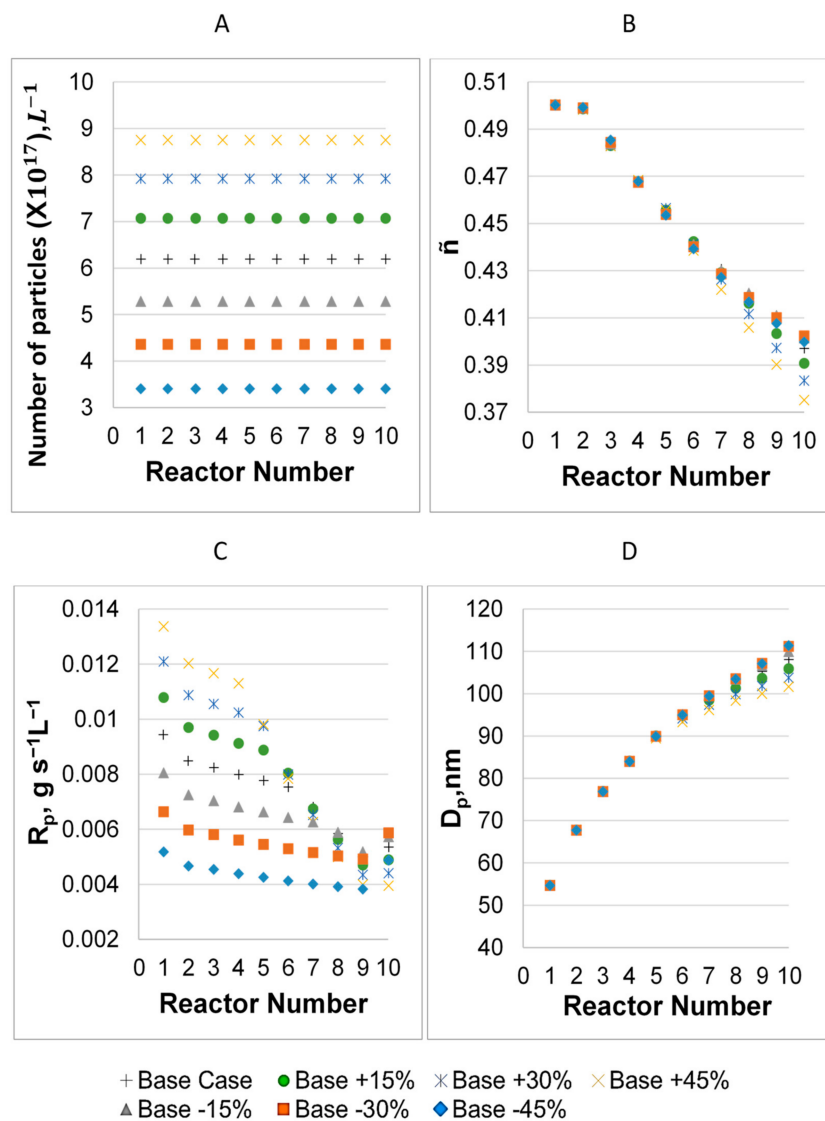 A
B
Number of particles (X10¹⁷),L⁻¹
10
9
8
7
6
5
4
3
0 1 2 3 4 5 6 7 8 9 10
Reactor Number
ñ
0.51
0.49
0.47
0.45
0.43
0.41
0.39
0.37
0 1 2 3 4 5 6 7 8 9 10
Reactor Number
C
D
Rₚ, g s⁻¹L⁻¹
0.014
0.012
0.01
0.008
0.006
0.004
0.002
0 1 2 3 4 5 6 7 8 9 10
Reactor Number
Dₚ,nm
120
110
100
90
80
70
60
50
40
0 1 2 3 4 5 6 7 8 9 10
Reactor Number
Base Case Base +15% Base +30% Base +45%
Base -15% Base -30% Base -45%